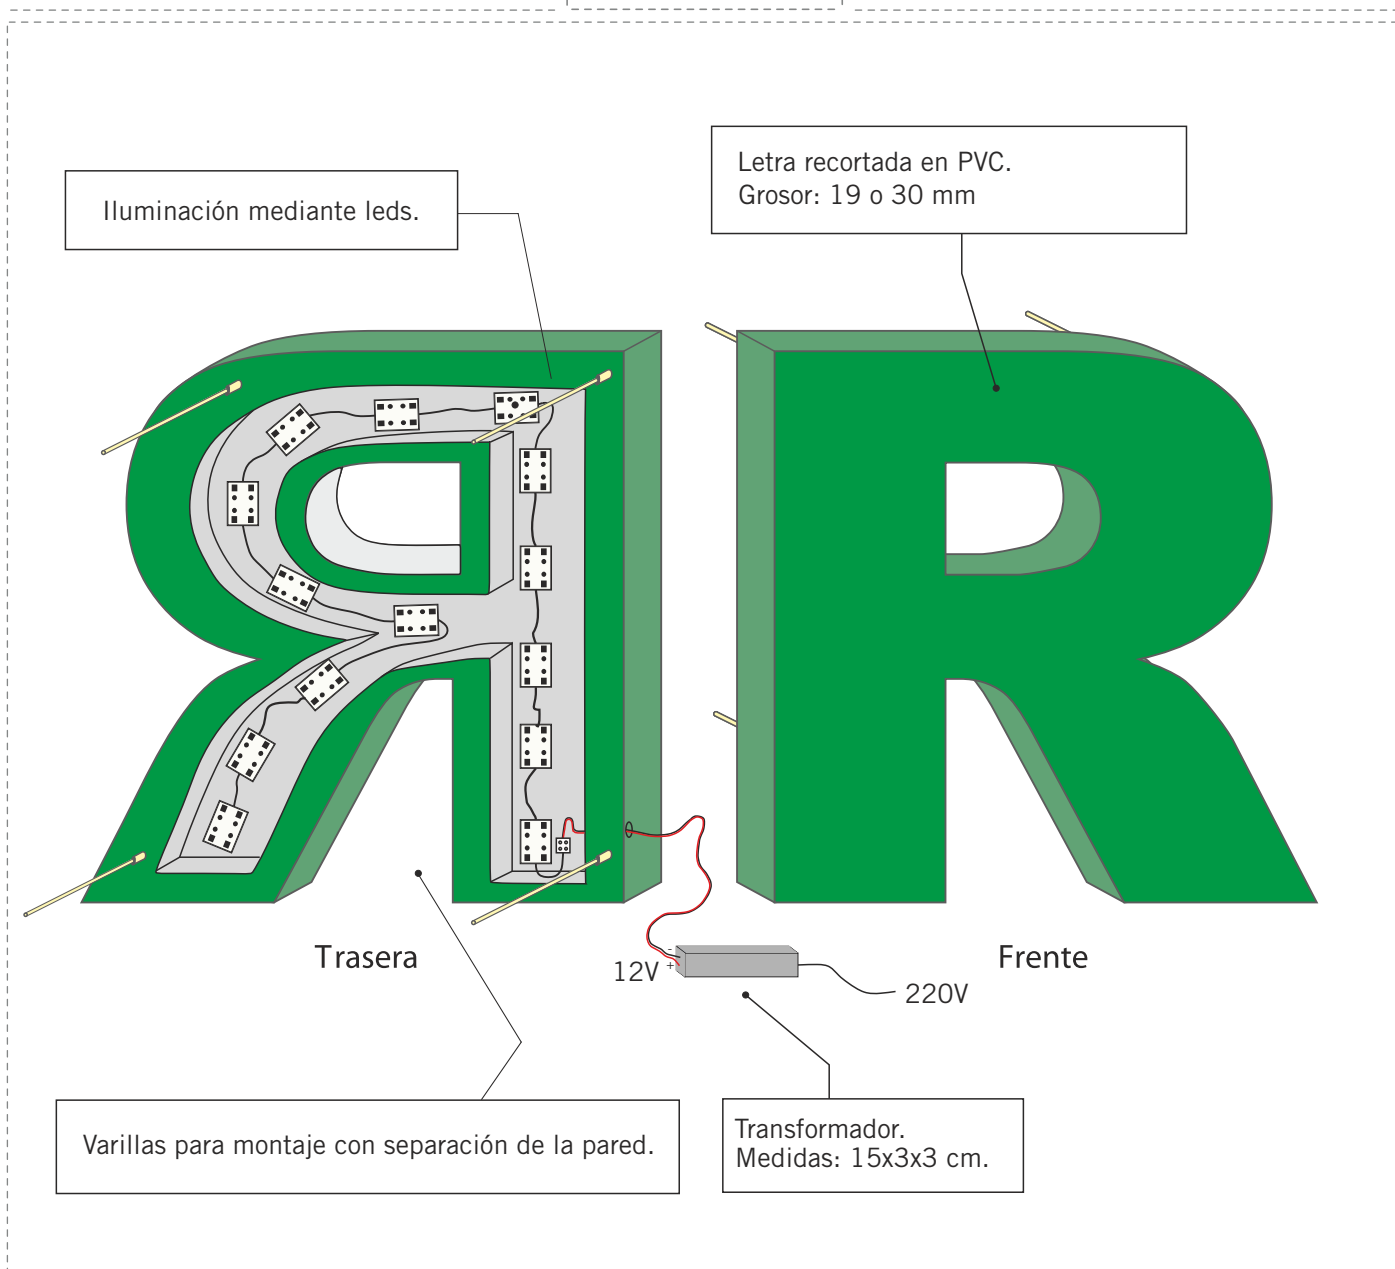 Letra recortada en PVC.
Grosor: 19 o 30 mm
Iluminación mediante leds.
R
R
Trasera
Frente
-
12V +
220V
Varillas para montaje con separación de la pared.
Transformador.
Medidas: 15x3x3 cm.